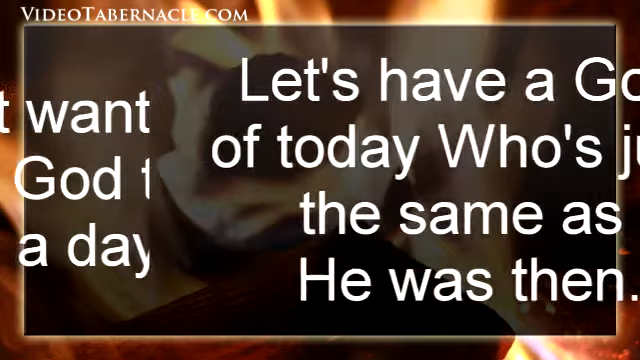 VideoTabernacle.com
t want
God t
a day
Let's have a Go
of today Who's ju
the same as
He was then.